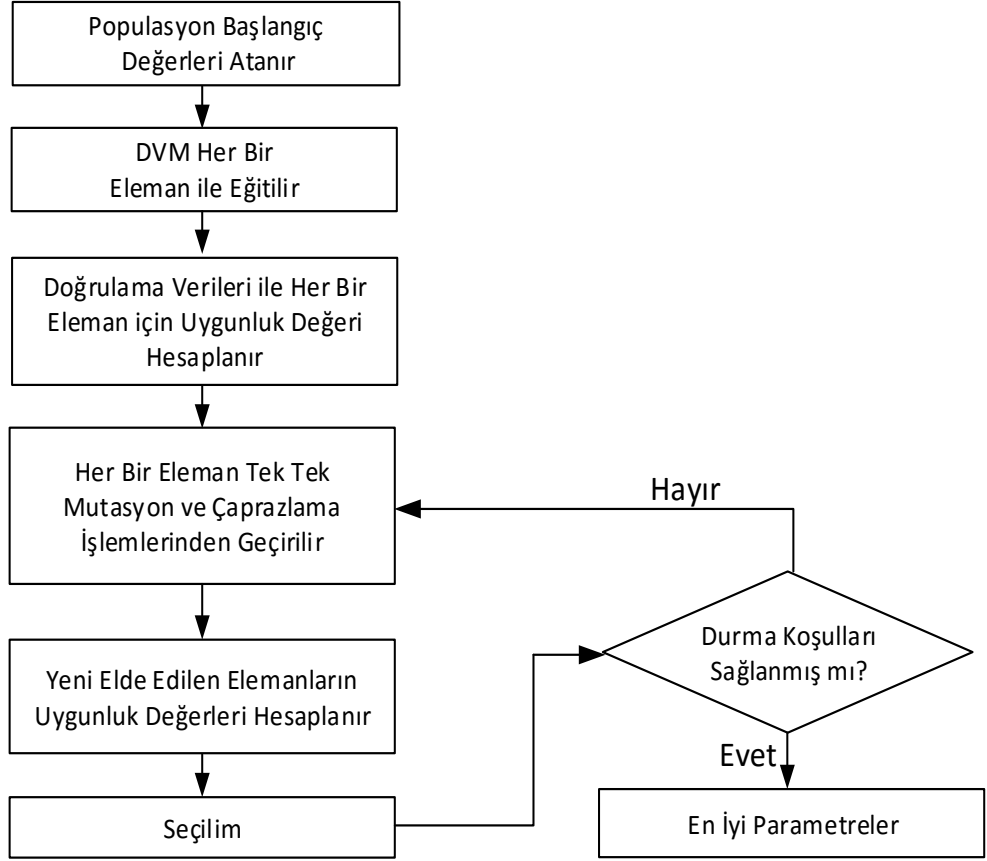 Populasyon Başlangıç
Değerleri Atanır
DVM Her Bir
Eleman ile Eğitilir
Doğrulama Verileri ile Her Bir
Eleman için Uygunluk Değeri
Hesaplanır
Her Bir Eleman Tek Tek
Mutasyon ve Çaprazlama
İşlemlerinden Geçirilir
Yeni Elde Edilen Elemanların
Uygunluk Değerleri Hesaplanır
Seçilim
Durma Koşulları
Sağlanmış mı?
Hayır
Evet
En İyi Parametreler